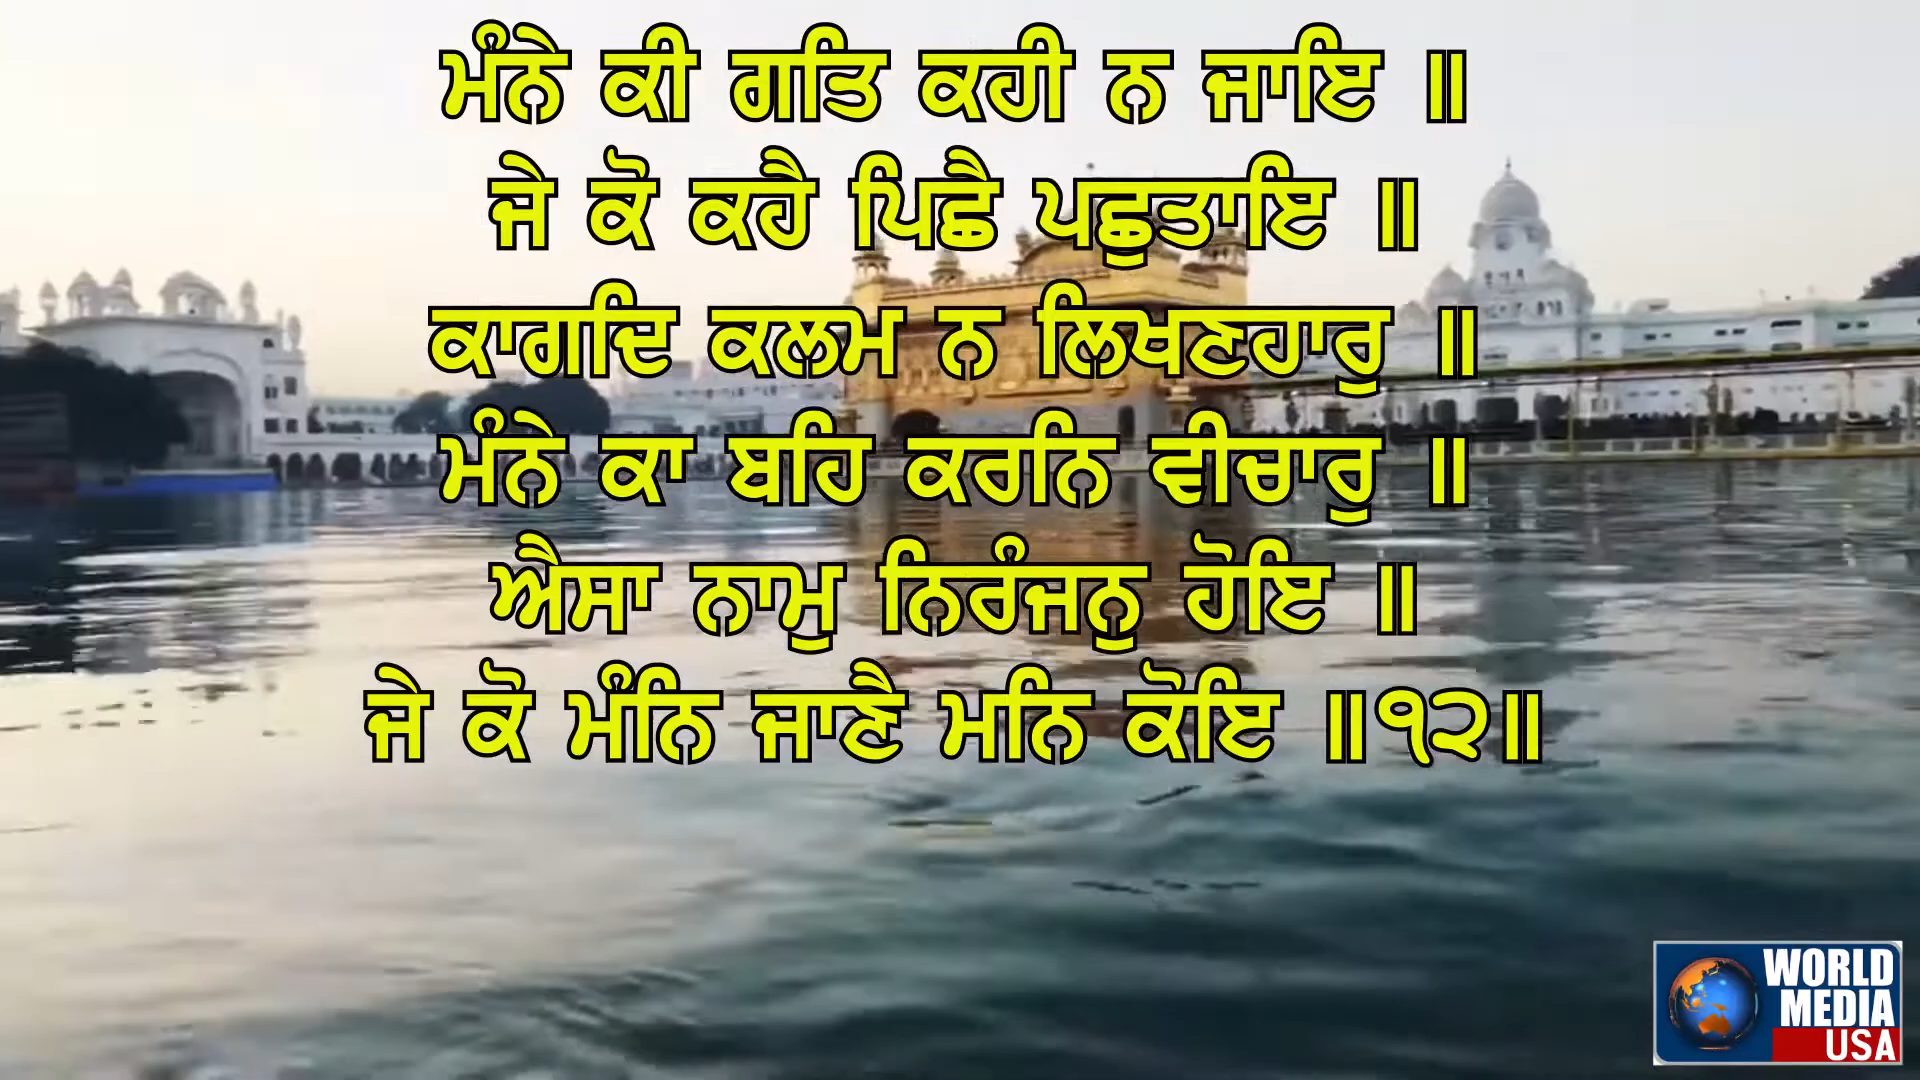 ਮੰਨੇ ਕੀ ਗਤਿ ਕਹੀ ਨ ਜਾਇ ॥
ਜੇ ਕੋ ਕਹੈ ਪਿਛੈ ਪਛੁਤਾਇ ॥
ਕਾਗਦਿ ਕਲਮ ਨ ਲਿਖਣਹਾਰੁ ॥
ਮੰਨੇ ਕਾ ਬਹਿ ਕਰਨਿ ਵੀਚਾਰੁ ॥
ਐਸਾ ਨਾਮੁ ਨਿਰੰਜਨੁ ਹੋਇ ॥
ਜੇ ਕੋ ਮੰਨਿ ਜਾਣੈ ਮਨਿ ਕੋਇ ॥੧੨॥
WORLD
MEDIA
USA